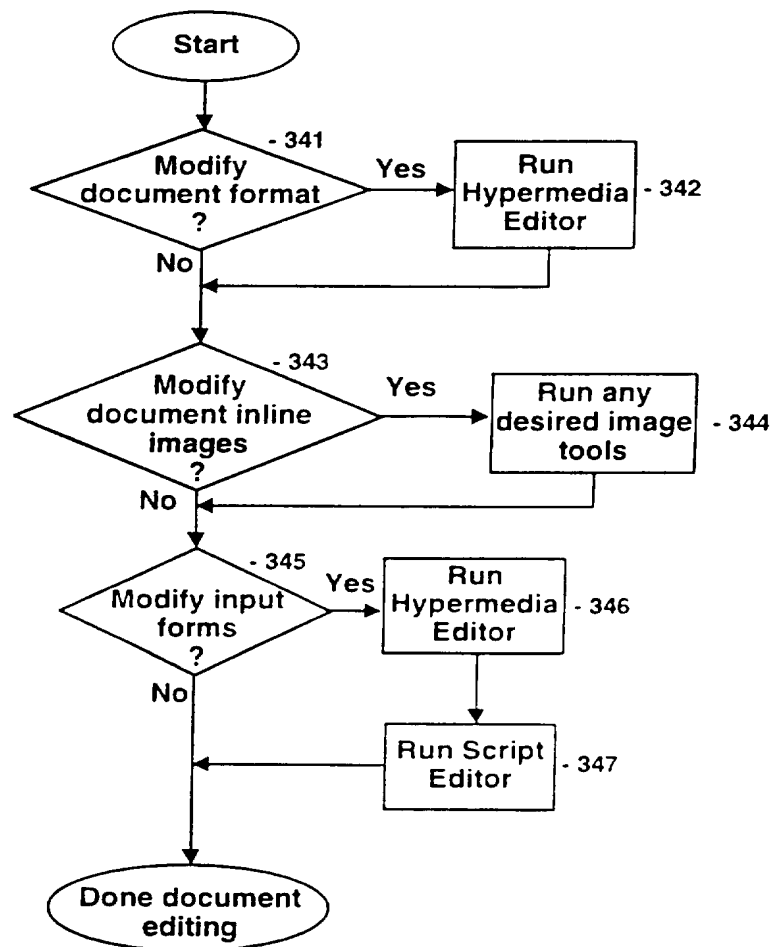 Start
- 341
Modify
document format
?
Yes
Run
Hypermedia
Editor
- 342
No
- 343
Modify
document inline
images
?
Yes
Run any
desired image
tools
- 344
No
- 345
Modify input
forms
?
Yes
Run
Hypermedia
Editor
- 346
No
Run Script
Editor
- 347
Done document
editing